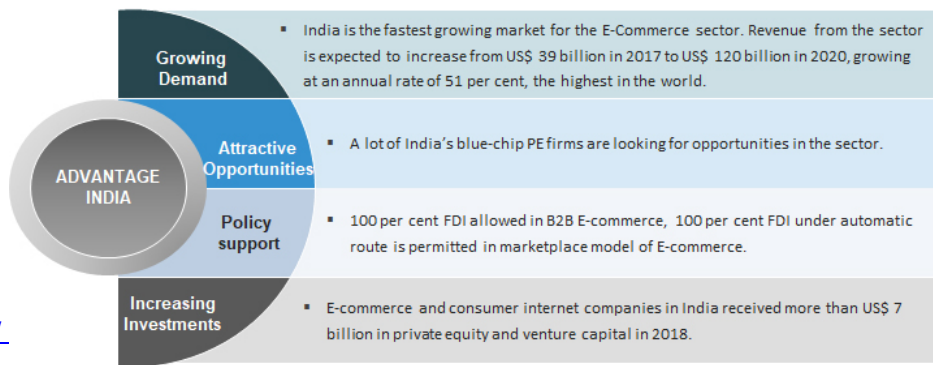 ADVANTAGE
INDIA
Growing
Demand
▪ India is the fastest growing market for the E-Commerce sector. Revenue from the sector
is expected to increase from US$ 39 billion in 2017 to US$ 120 billion in 2020, growing
at an annual rate of 51 per cent, the highest in the world.
Attractive
Opportunities
▪ A lot of India’s blue-chip PE firms are looking for opportunities in the sector.
Policy
support
▪ 100 per cent FDI allowed in B2B E-commerce, 100 per cent FDI under automatic
route is permitted in marketplace model of E-commerce.
Increasing
Investments
▪ E-commerce and consumer internet companies in India received more than US$ 7
billion in private equity and venture capital in 2018.